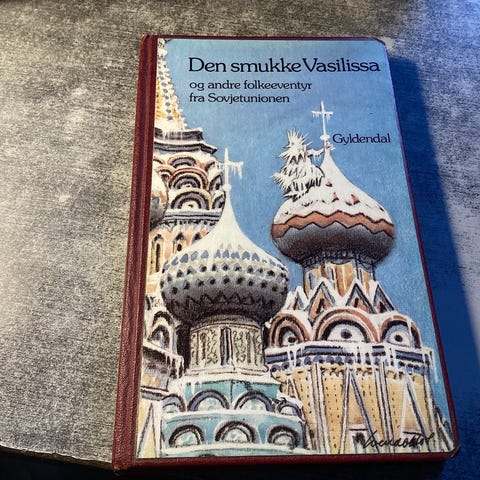 Den smukke Vasilissa
og andre folkeeventyr
fra Sovjetunionen
Gyldendal